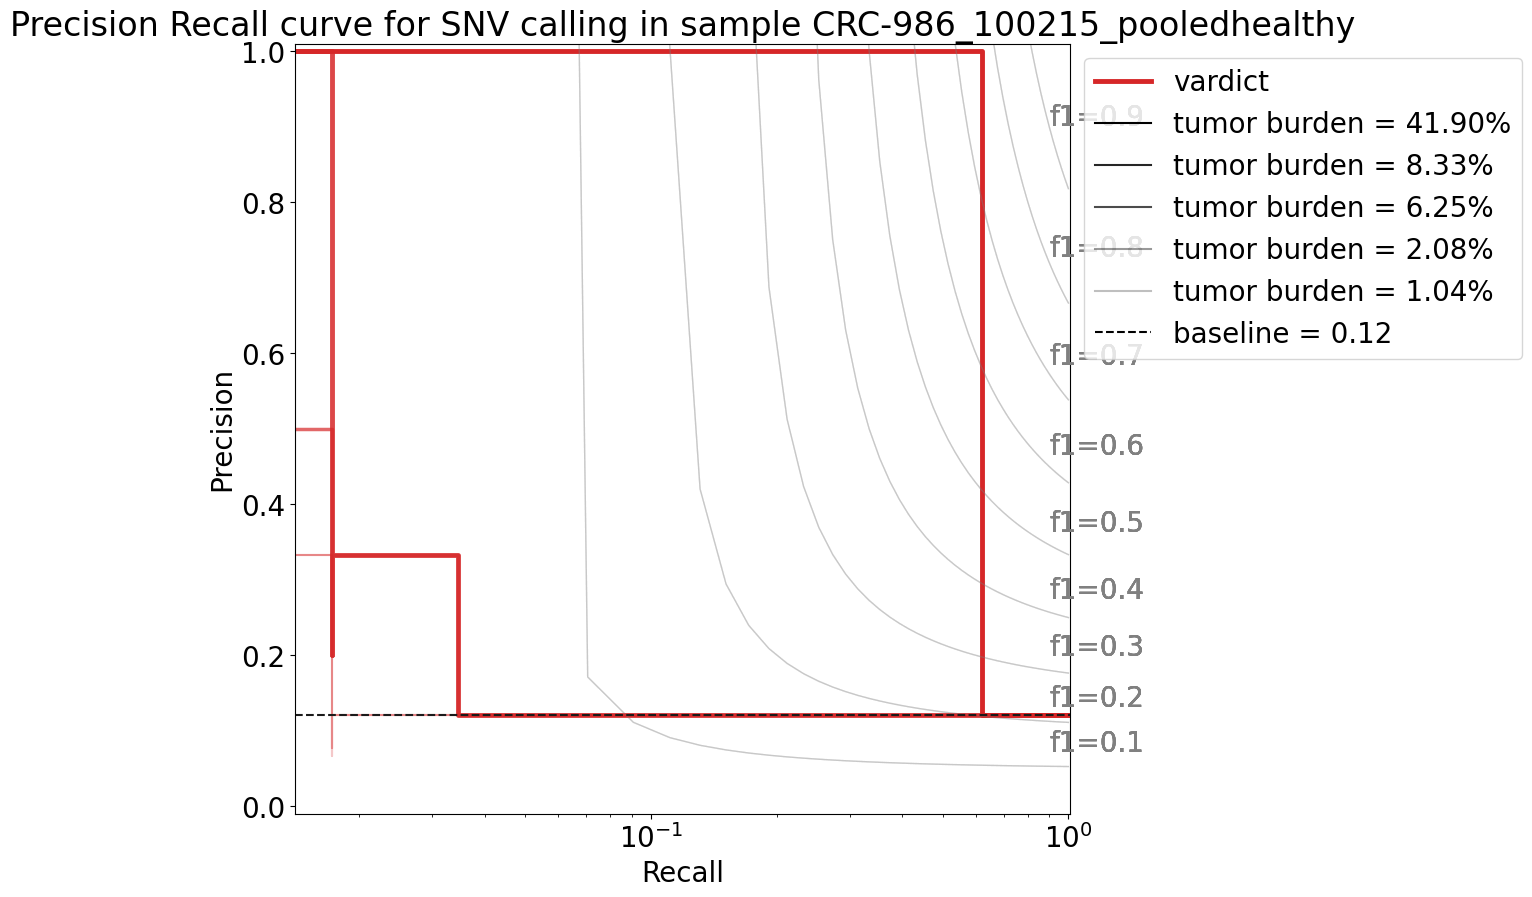 Precision Recall curve for SNV calling in sample CRC-986_100215_pooledhealthy
1.0
0.8
0.6
0.4
0.2
0.0
Precision
10⁻¹
10⁰
Recall
f1=0.9
f1=0.8
f1=0.7
f1=0.6
f1=0.5
f1=0.4
f1=0.3
f1=0.2
f1=0.1
vardict
tumor burden = 41.90%
tumor burden = 8.33%
tumor burden = 6.25%
tumor burden = 2.08%
tumor burden = 1.04%
baseline = 0.12